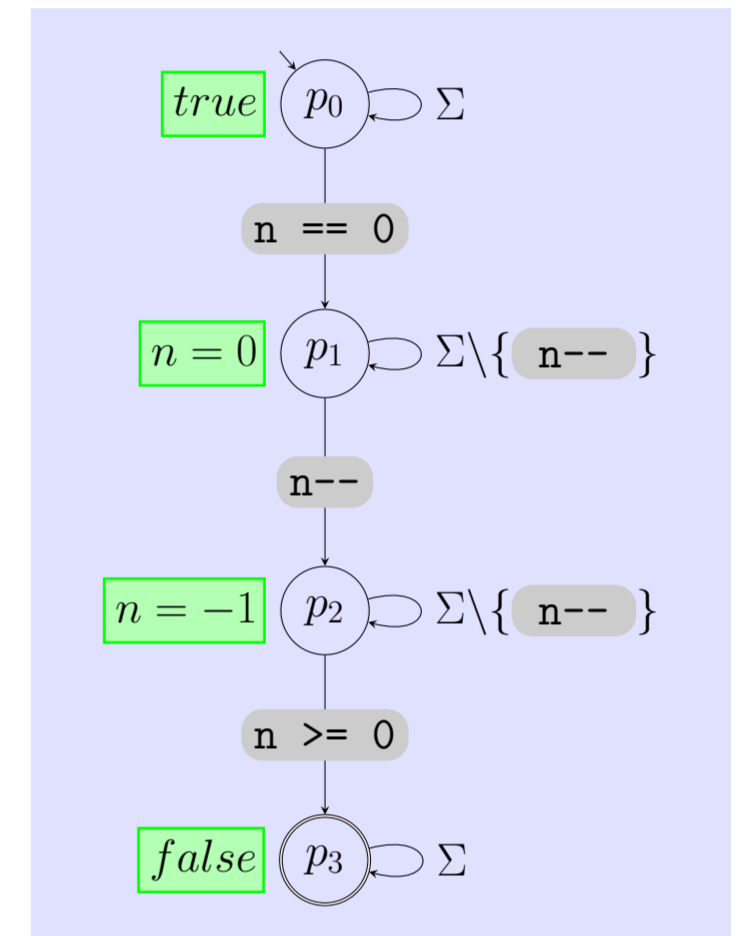 true p₀ Σ
n == 0
n = 0 p₁ Σ\{ n-- }
n--
n = −1 p₂ Σ\{ n-- }
n >= 0
false p₃ Σ